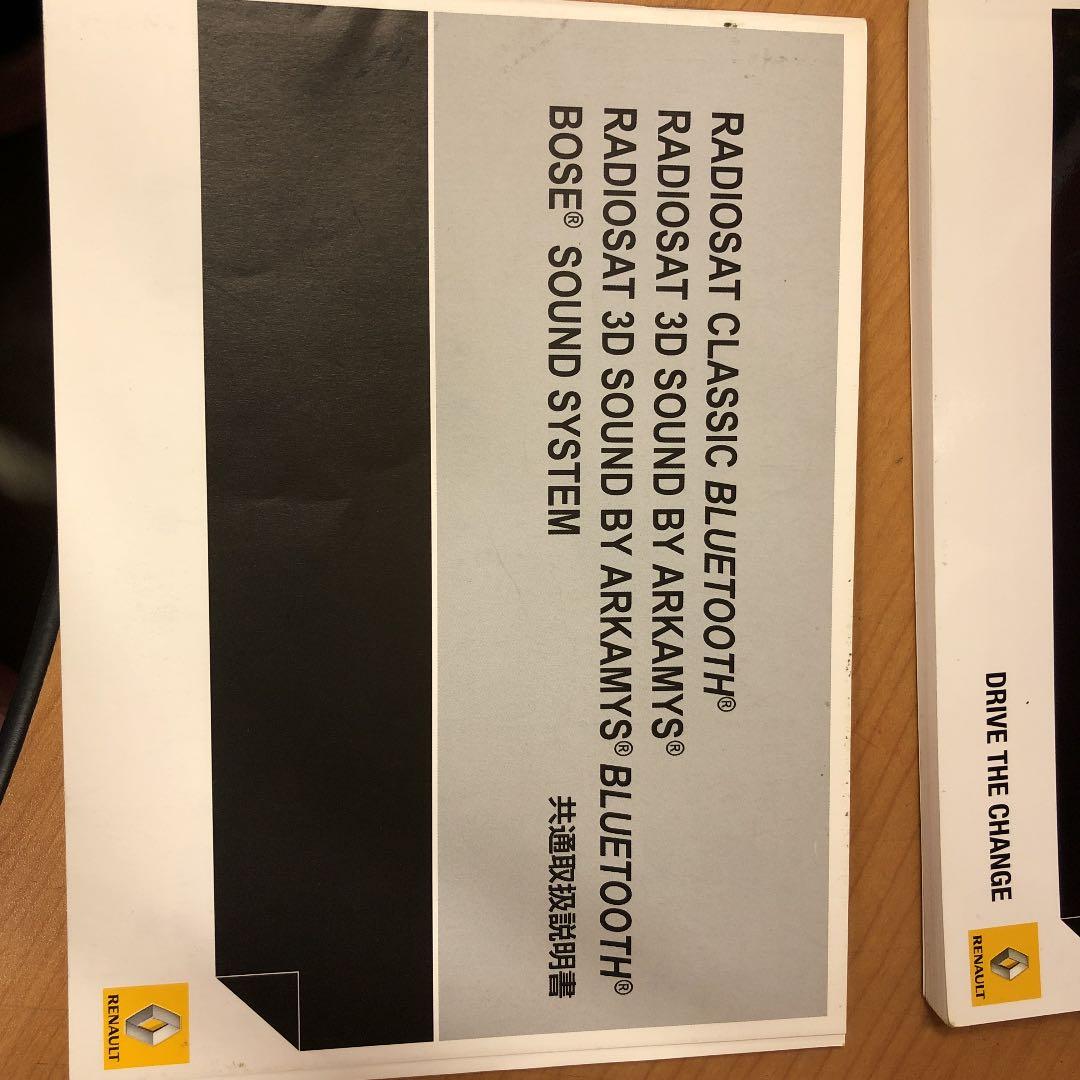 RADIOSAT CLASSIC BLUETOOTH®
RADIOSAT 3D SOUND BY ARKAMYS®
RADIOSAT 3D SOUND BY ARKAMYS® BLUETOOTH®
BOSE® SOUND SYSTEM
共通取扱説明書
RENAULT
DRIVE THE CHANGE
RENAULT